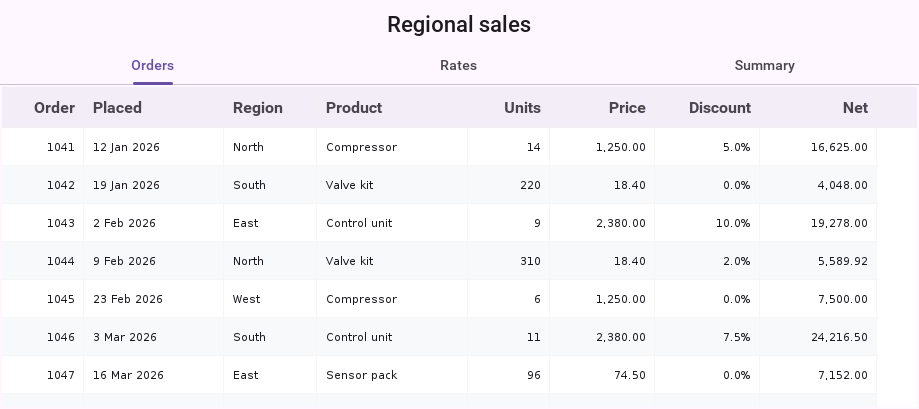 Regional sales
Orders Rates Summary
Order Placed Region Product Units Price Discount Net
1041 12 Jan 2026 North Compressor 14 1,250.00 5.0% 16,625.00
1042 19 Jan 2026 South Valve kit 220 18.40 0.0% 4,048.00
1043 2 Feb 2026 East Control unit 9 2,380.00 10.0% 19,278.00
1044 9 Feb 2026 North Valve kit 310 18.40 2.0% 5,589.92
1045 23 Feb 2026 West Compressor 6 1,250.00 0.0% 7,500.00
1046 3 Mar 2026 South Control unit 11 2,380.00 7.5% 24,216.50
1047 16 Mar 2026 East Sensor pack 96 74.50 0.0% 7,152.00